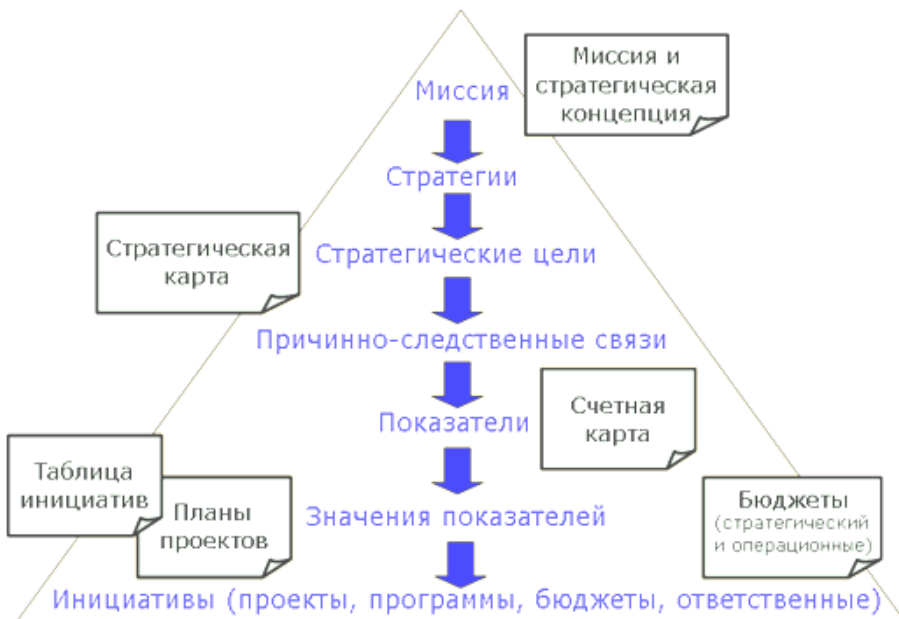 Миссия и
стратегическая
концепция
Миссия
Стратегии
Стратегическая
карта
Стратегические цели
Причинно-следственные связи
Показатели
Счетная
карта
Таблица
инициатив
Планы
проектов
Значения показателей
Бюджеты
(стратегический
и операционные)
Инициативы (проекты, программы, бюджеты, ответственные)